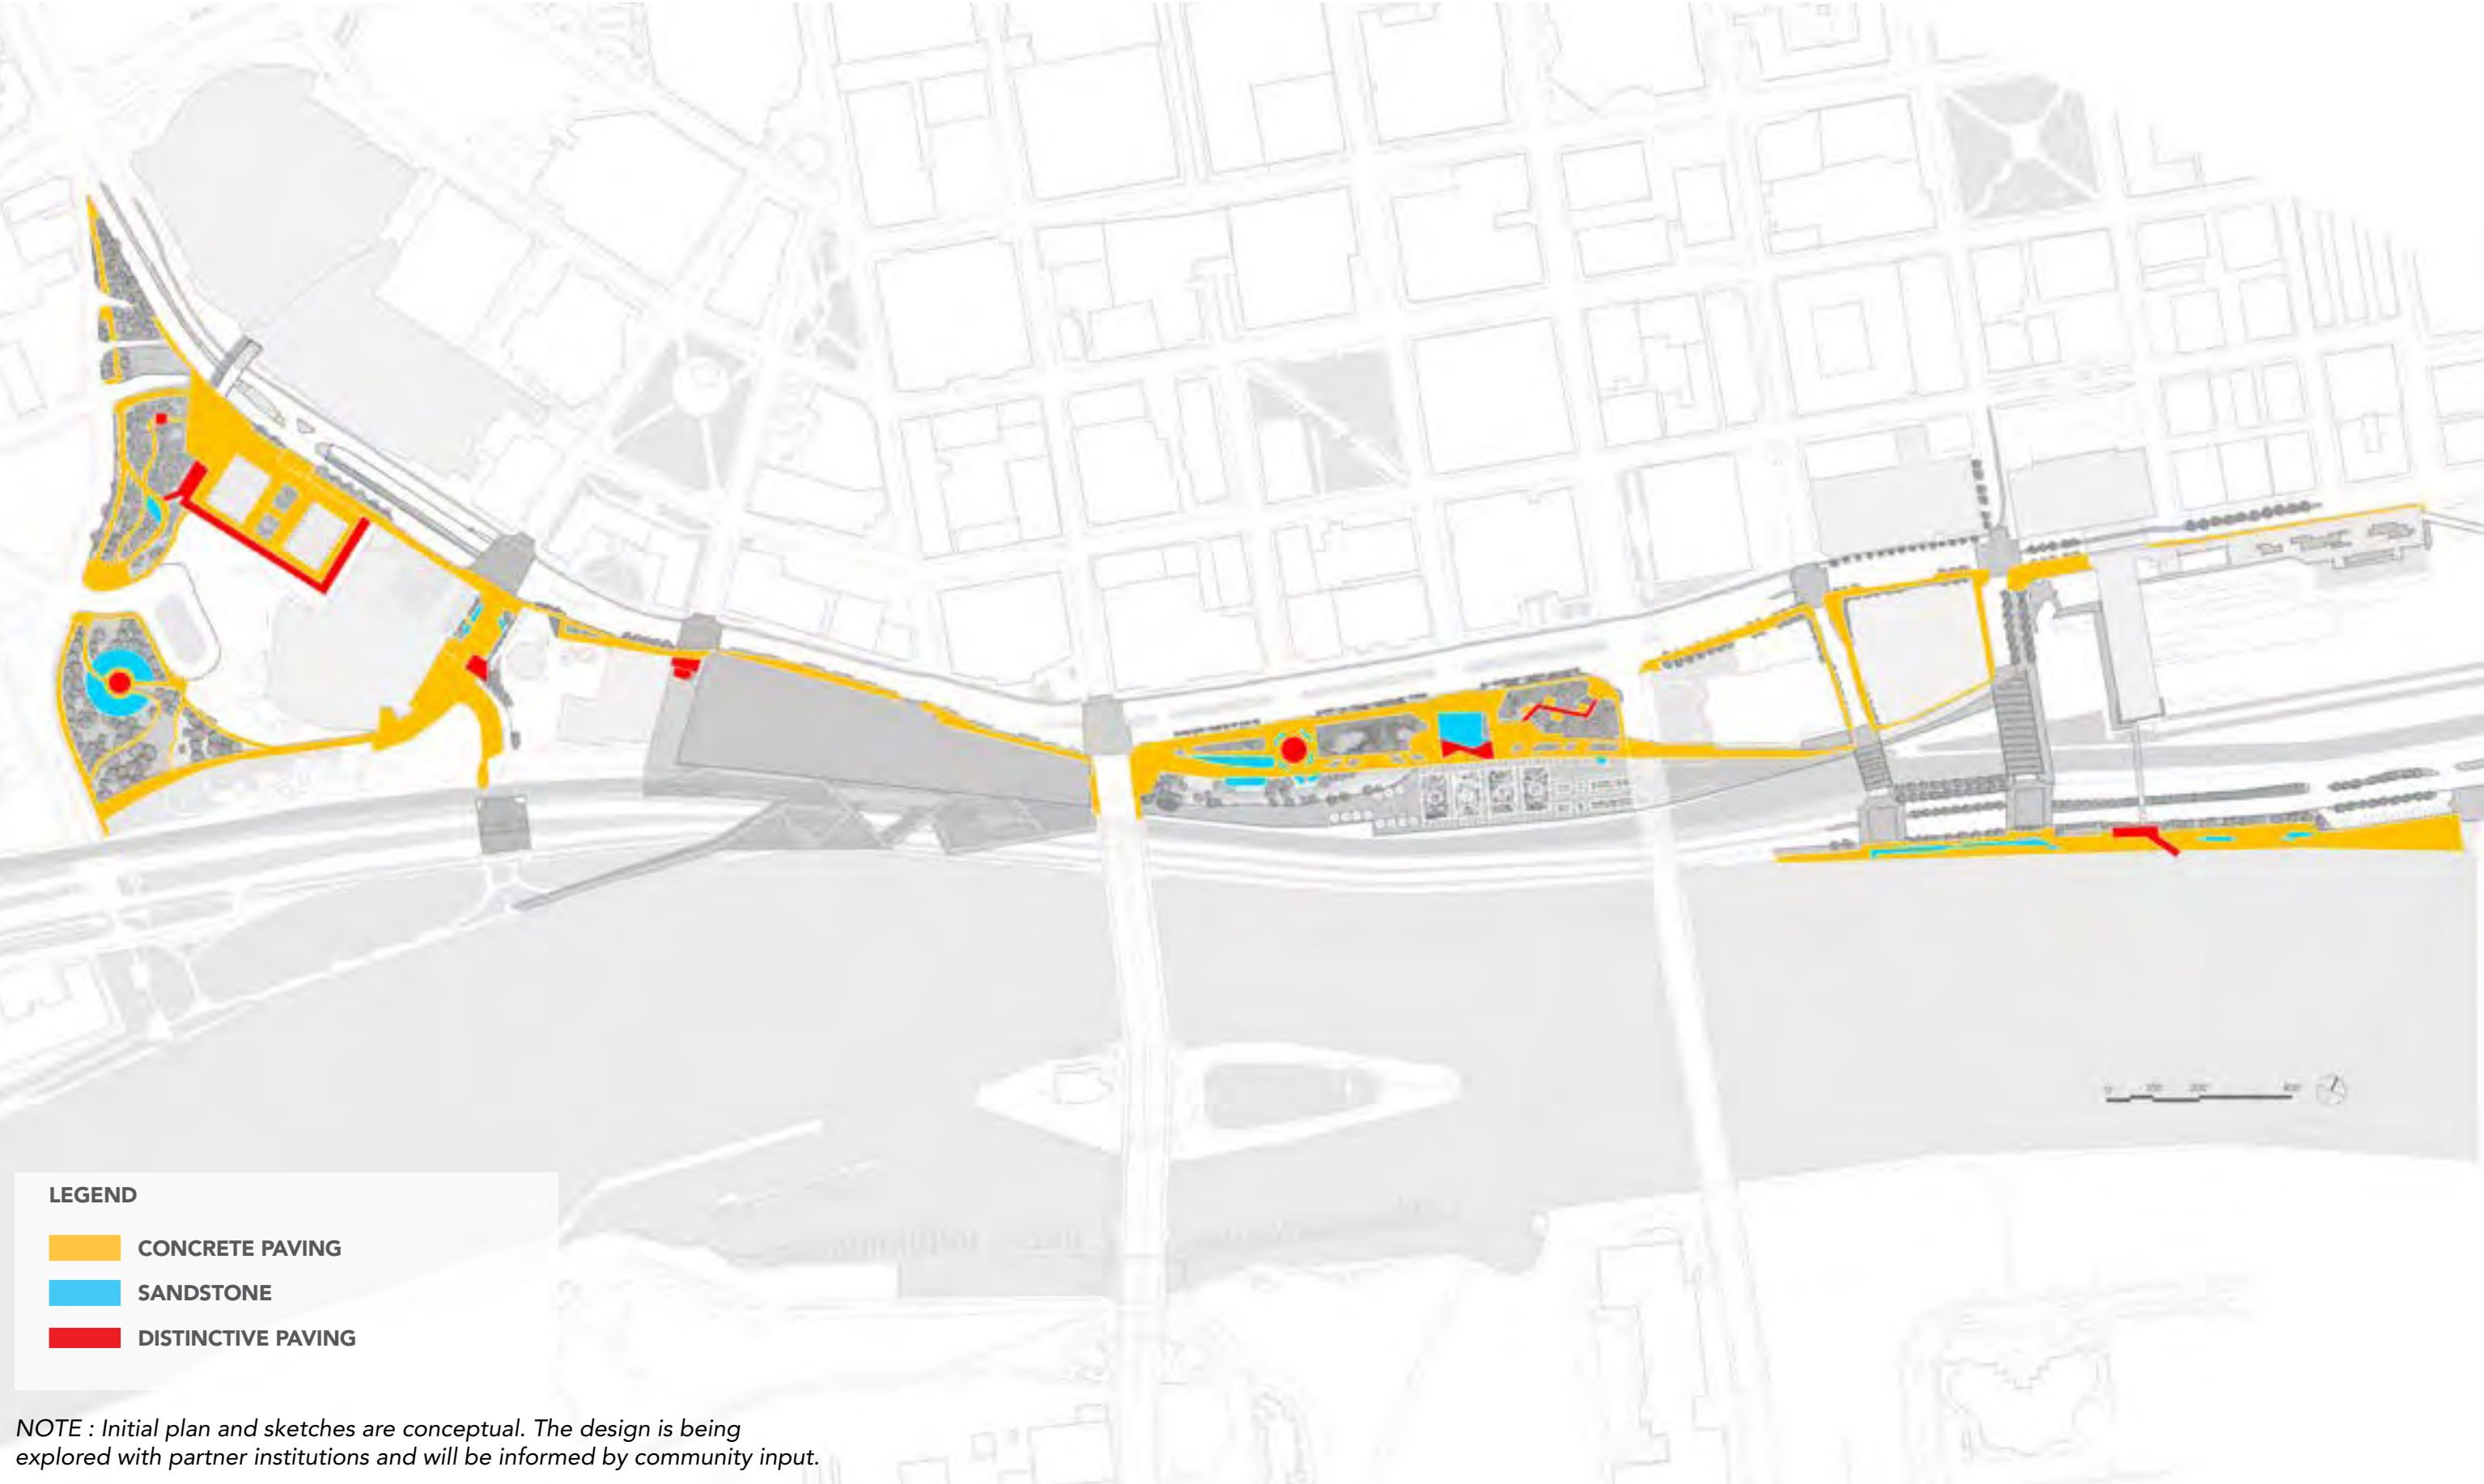 LEGEND
CONCRETE PAVING
SANDSTONE
DISTINCTIVE PAVING
NOTE : Initial plan and sketches are conceptual. The design is being
explored with partner institutions and will be informed by community input.